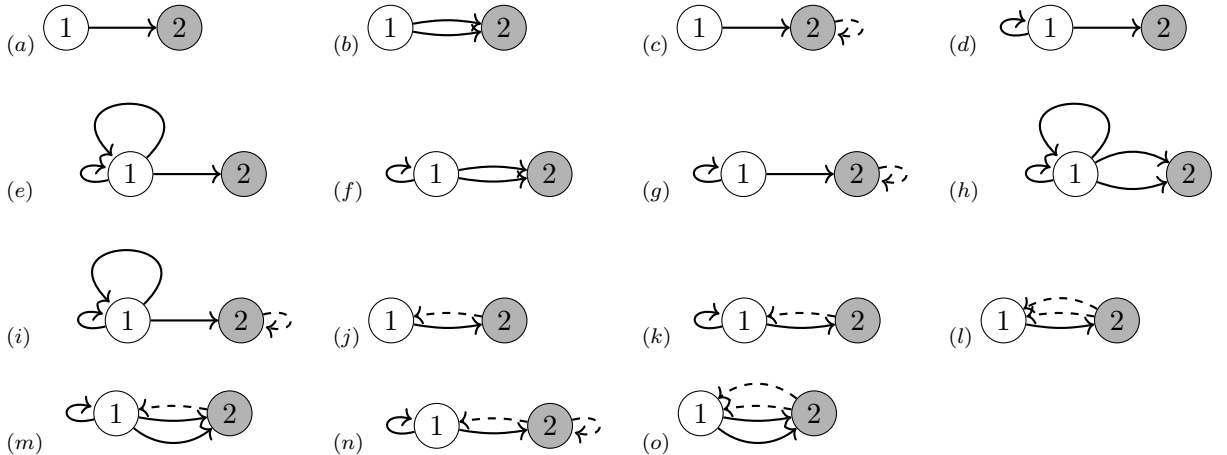 (a) 1 2 (b) 1 2 (c) 1 2 (d) 1 2
(e) 1 2 (f) 1 2 (g) 1 2 (h) 1 2
(i) 1 2 (j) 1 2 (k) 1 2 (l) 1 2
(m) 1 2 (n) 1 2 (o) 1 2